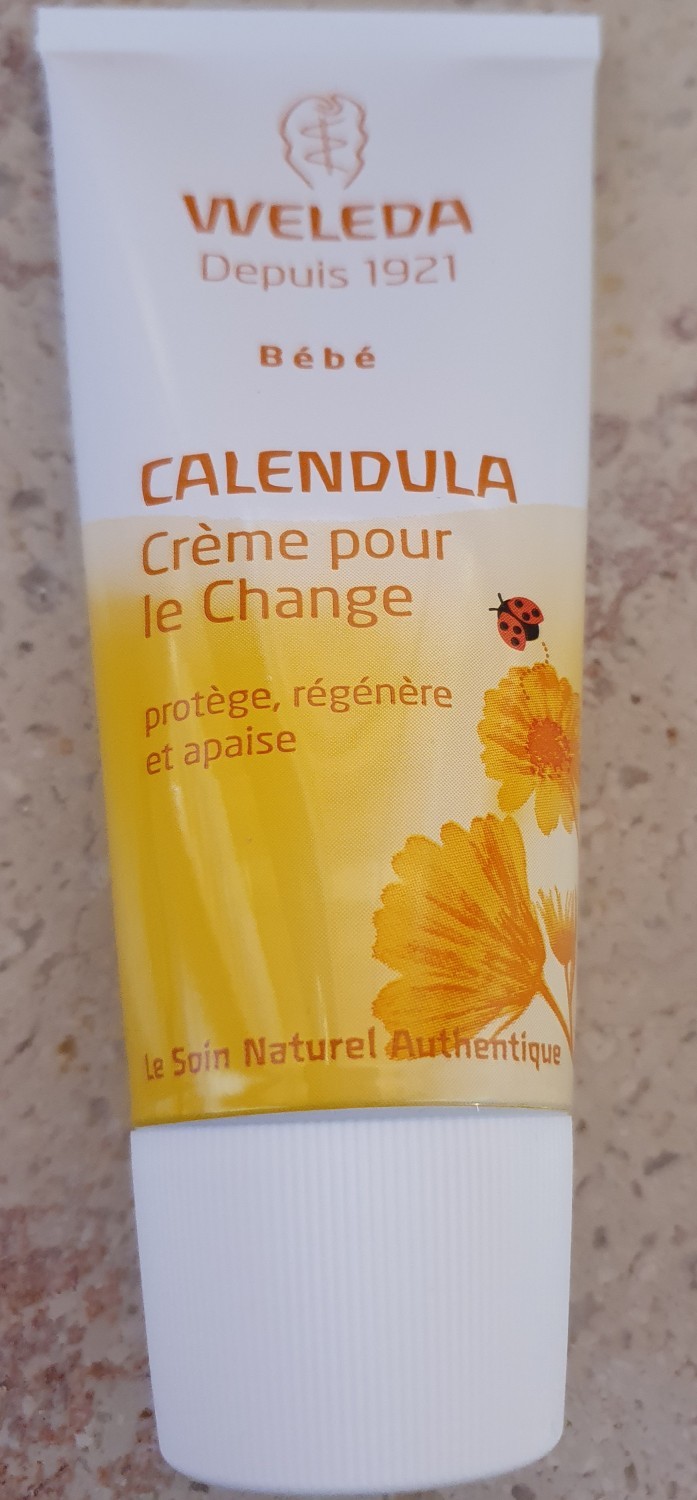 WELEDA
Depuis 1921
Bébé
CALENDULA
Crème pour
le Change
protège, régénère
et apaise
Le Soin Naturel Authentique